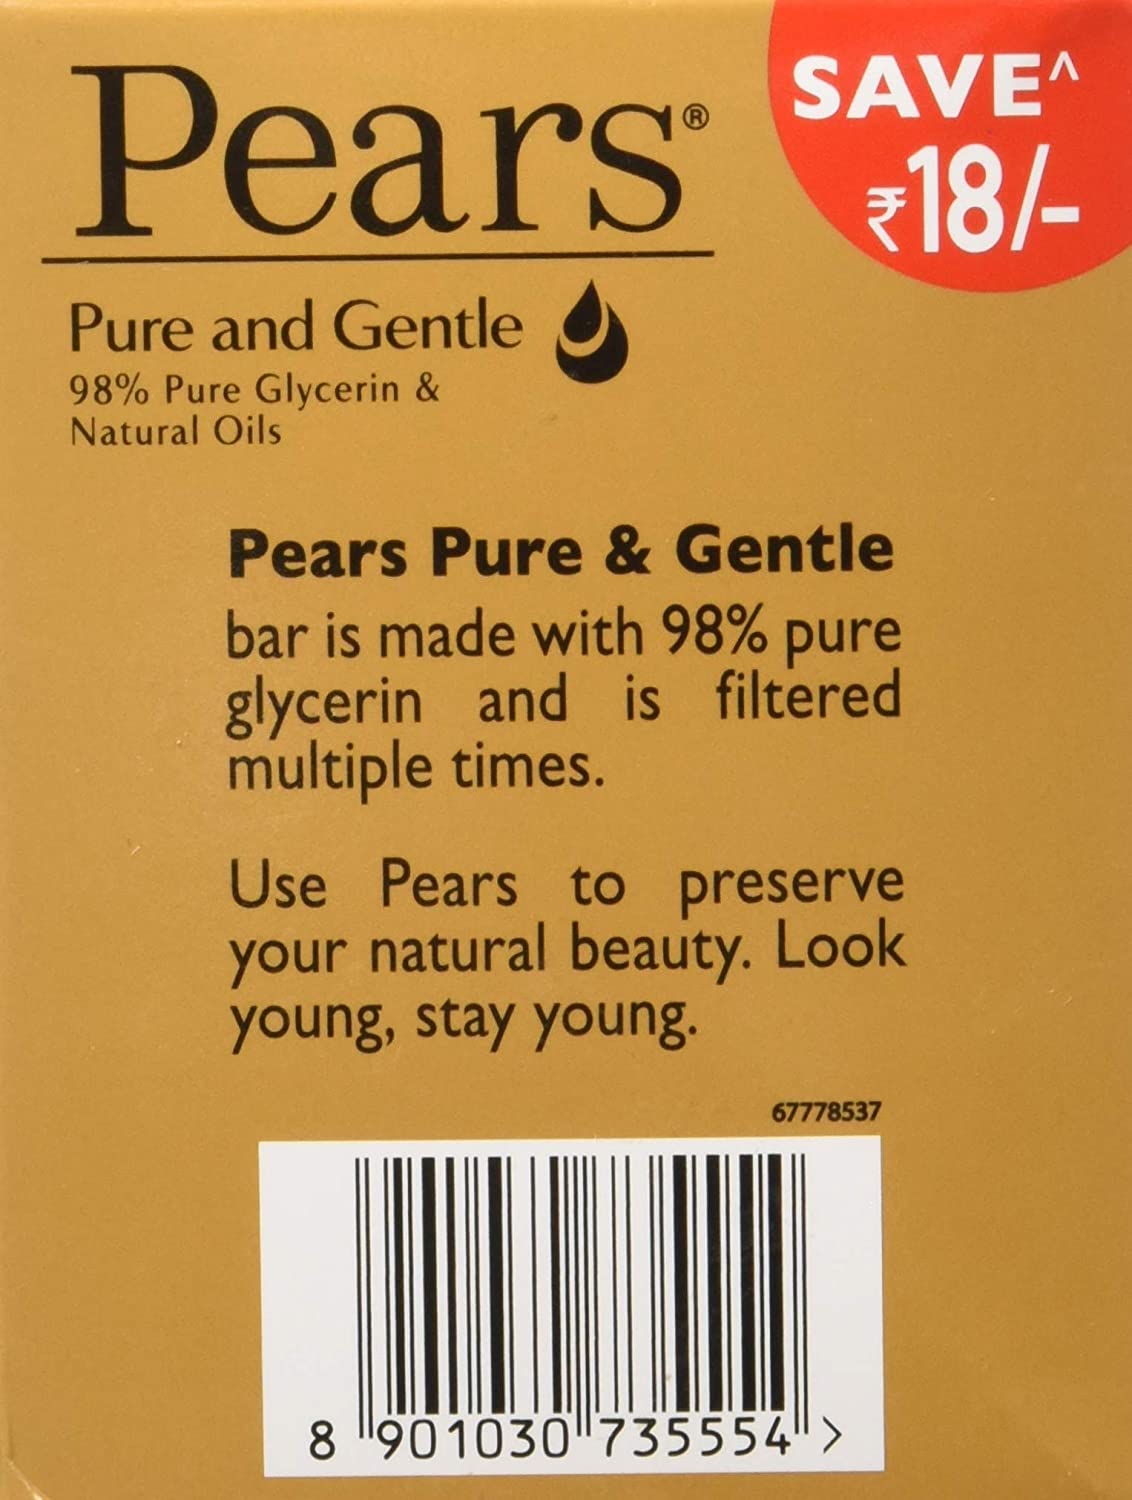 Pears®
SAVE^
₹18/-
Pure and Gentle
98% Pure Glycerin &
Natural Oils
Pears Pure & Gentle
bar is made with 98% pure
glycerin and is filtered
multiple times.
Use Pears to preserve
your natural beauty. Look
young, stay young.
67778537
8 901030 735554 >